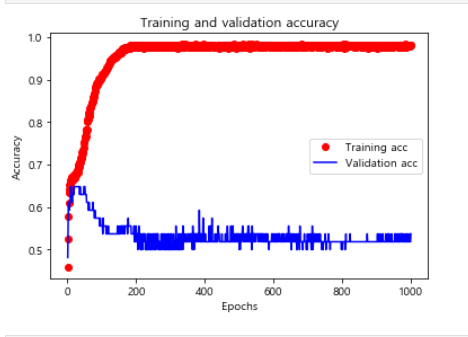 Training and validation accuracy
1.0
0.9
0.8
0.7
0.6
0.5
Accuracy
Training acc
Validation acc
0 200 400 600 800 1000
Epochs